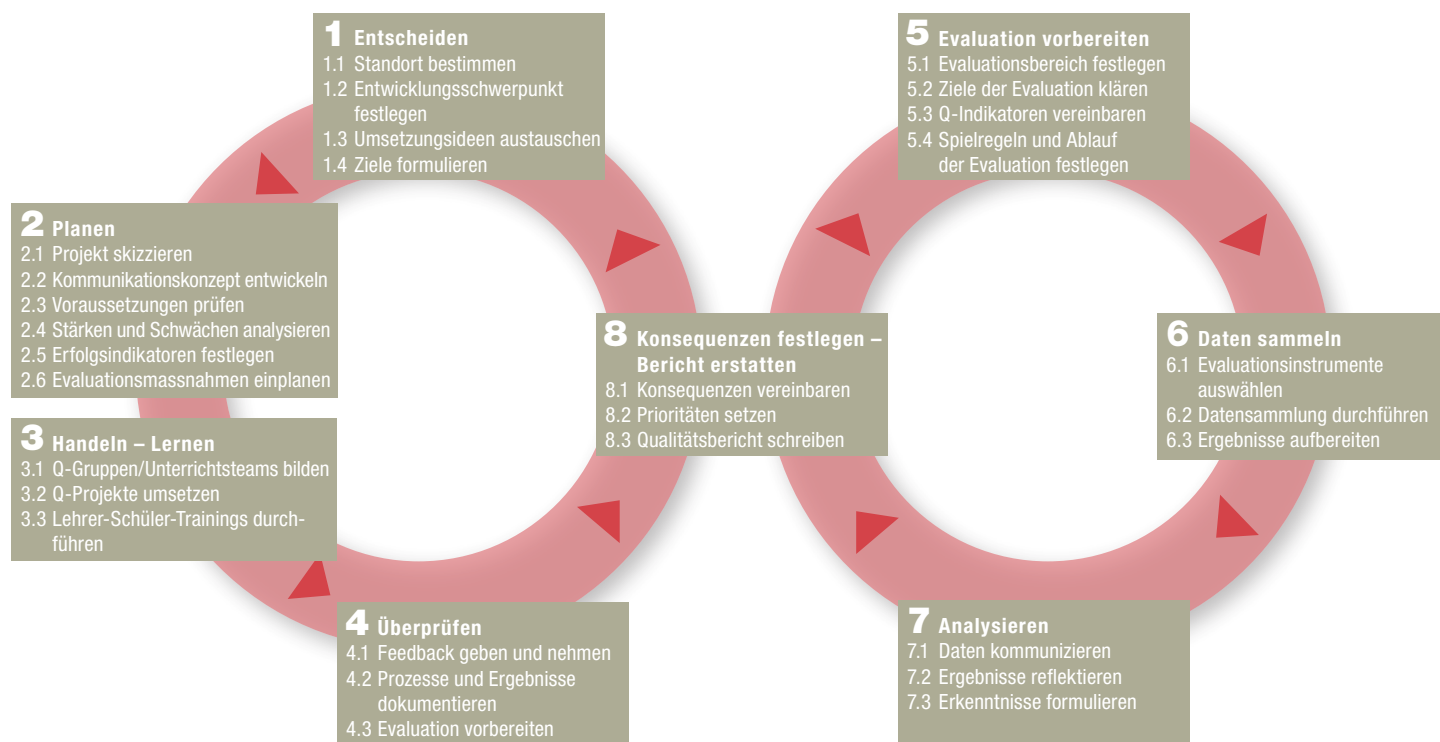 1 Entscheiden
1.1 Standort bestimmen
1.2 Entwicklungsschwerpunkt
festlegen
1.3 Umsetzungsideen austauschen
1.4 Ziele formulieren
2 Planen
2.1 Projekt skizzieren
2.2 Kommunikationskonzept entwickeln
2.3 Voraussetzungen prüfen
2.4 Stärken und Schwächen analysieren
2.5 Erfolgsindikatoren festlegen
2.6 Evaluationsmassnahmen einplanen
3 Handeln – Lernen
3.1 Q-Gruppen/Unterrichtsteams bilden
3.2 Q-Projekte umsetzen
3.3 Lehrer-Schüler-Trainings durch-
führen
4 Überprüfen
4.1 Feedback geben und nehmen
4.2 Prozesse und Ergebnisse
dokumentieren
4.3 Evaluation vorbereiten
5 Evaluation vorbereiten
5.1 Evaluationsbereich festlegen
5.2 Ziele der Evaluation klären
5.3 Q-Indikatoren vereinbaren
5.4 Spielregeln und Ablauf
der Evaluation festlegen
6 Daten sammeln
6.1 Evaluationsinstrumente
auswählen
6.2 Datensammlung durchführen
6.3 Ergebnisse aufbereiten
7 Analysieren
7.1 Daten kommunizieren
7.2 Ergebnisse reflektieren
7.3 Erkenntnisse formulieren
8 Konsequenzen festlegen –
Bericht erstatten
8.1 Konsequenzen vereinbaren
8.2 Prioritäten setzen
8.3 Qualitätsbericht schreiben